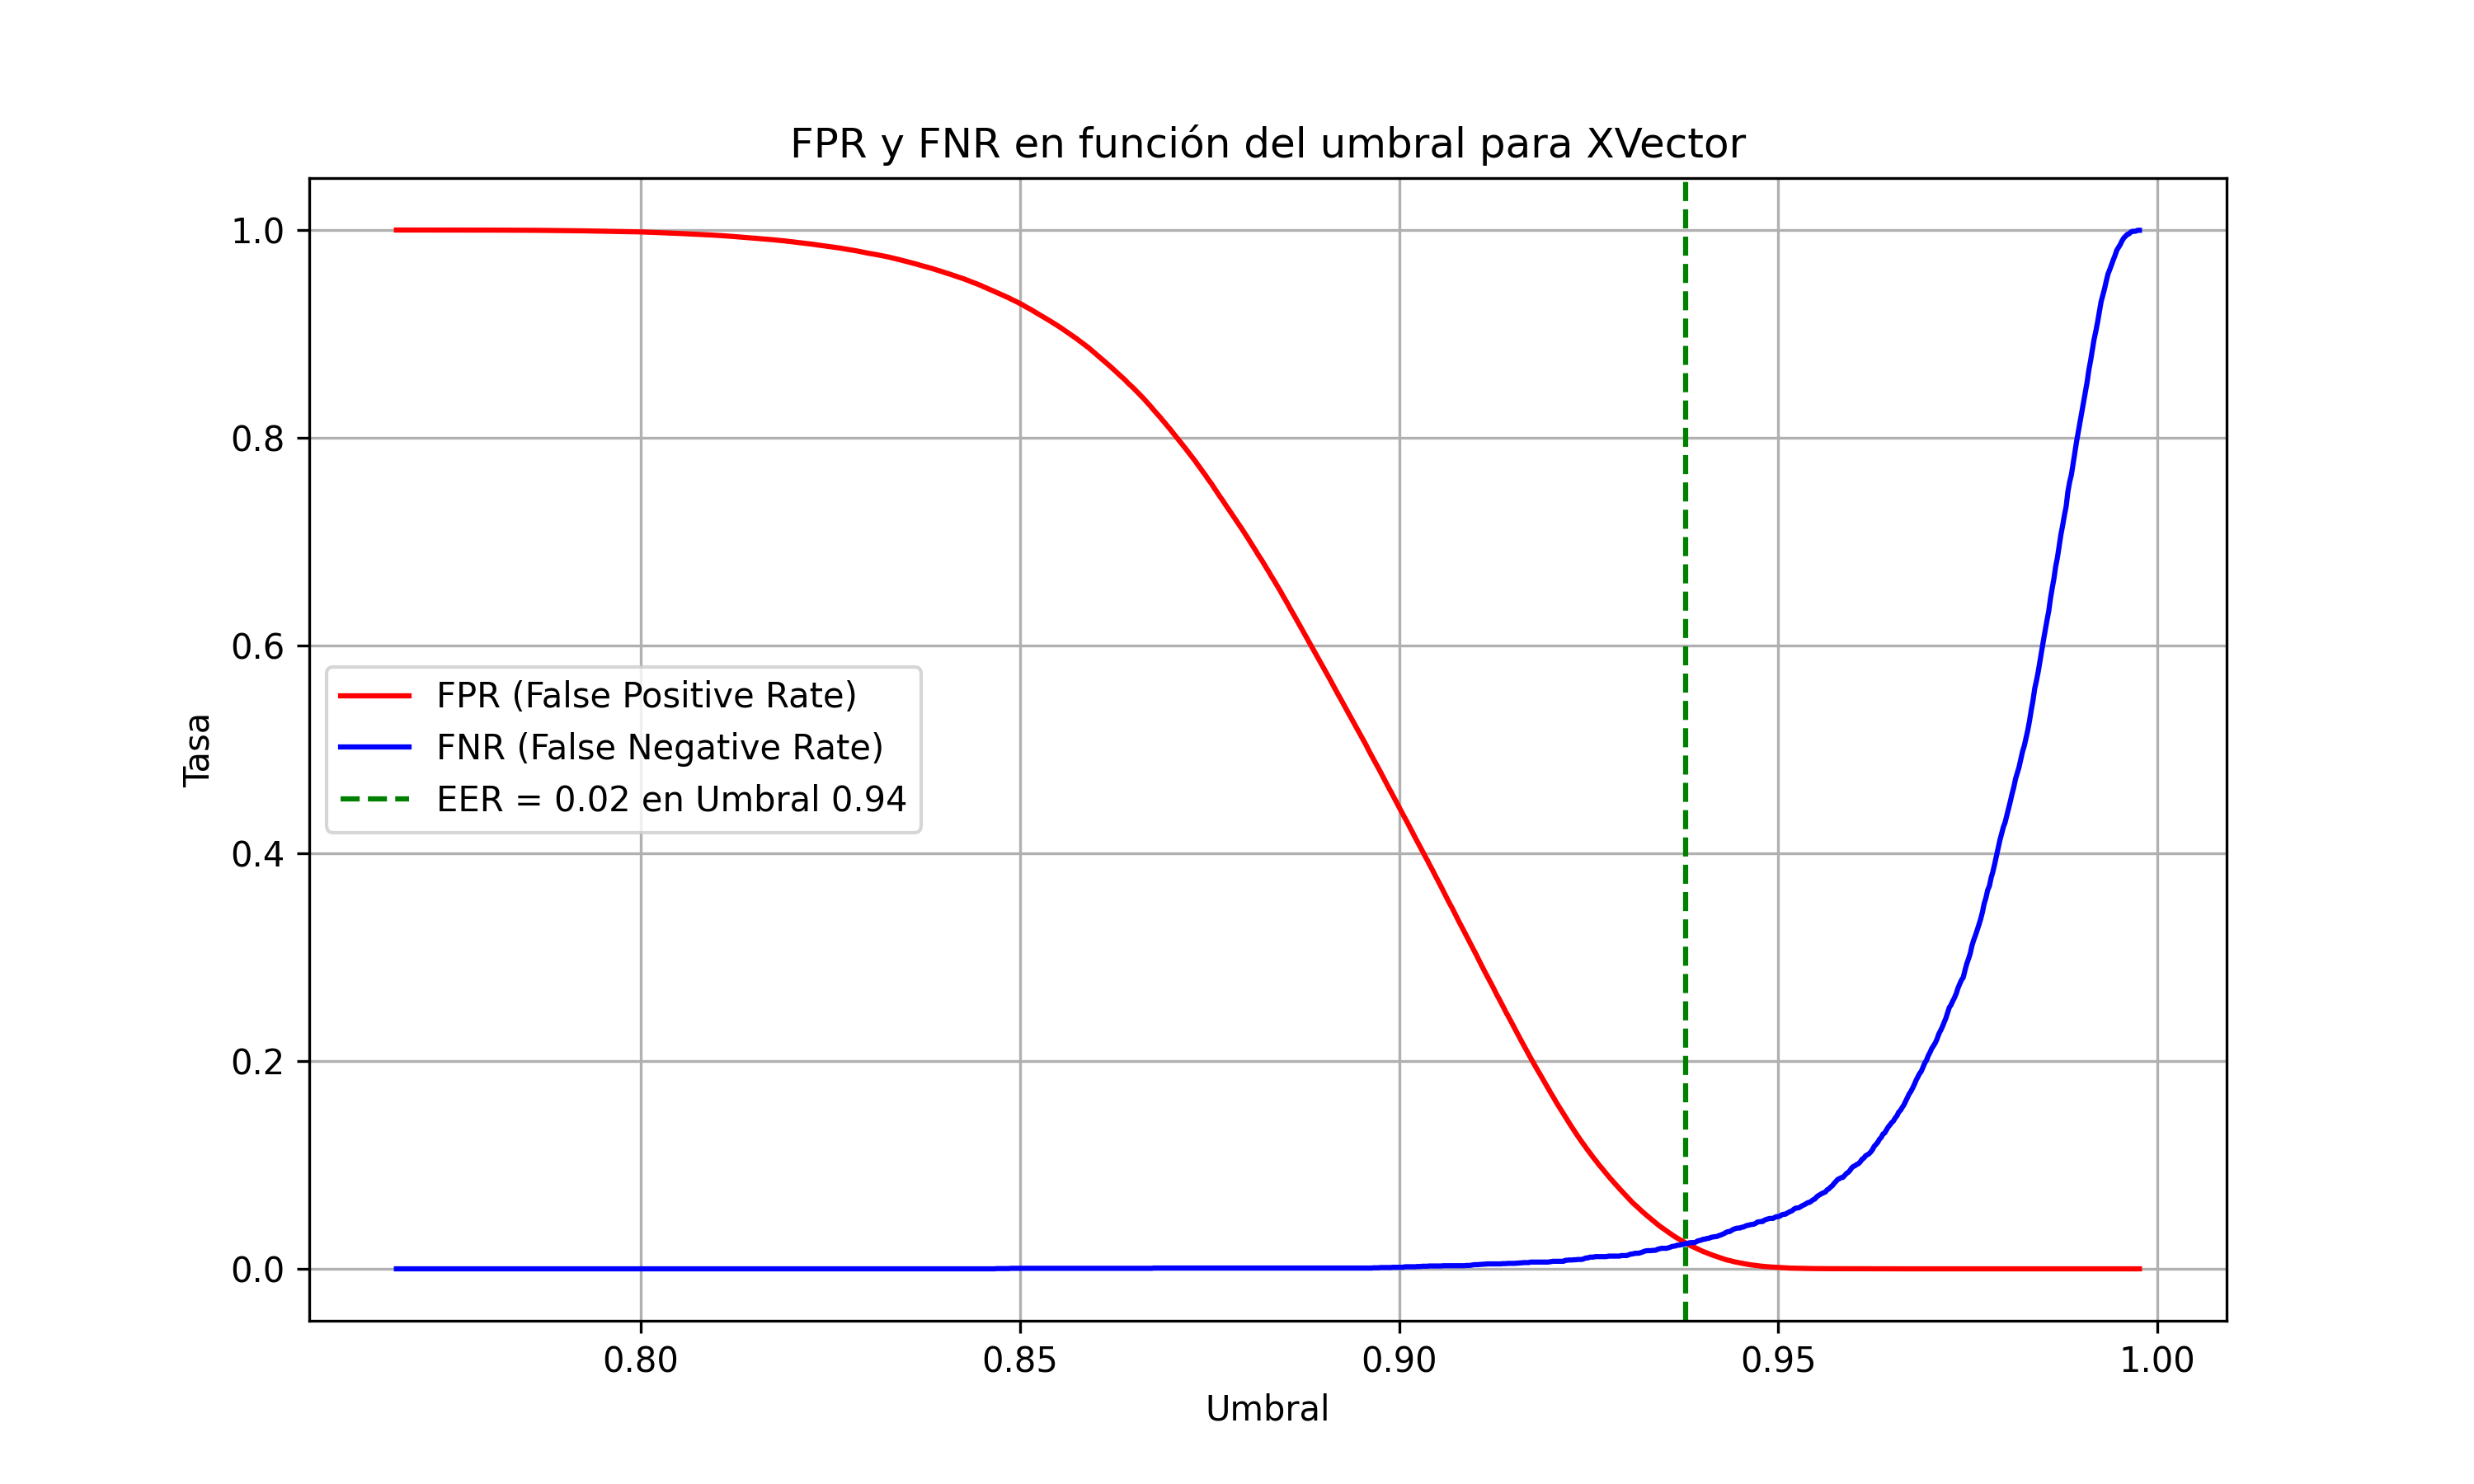 FPR y FNR en función del umbral para XVector
Tasa
1.0
0.8
0.6
0.4
0.2
0.0
FPR (False Positive Rate)
FNR (False Negative Rate)
EER = 0.02 en Umbral 0.94
0.80
0.85
0.90
0.95
1.00
Umbral